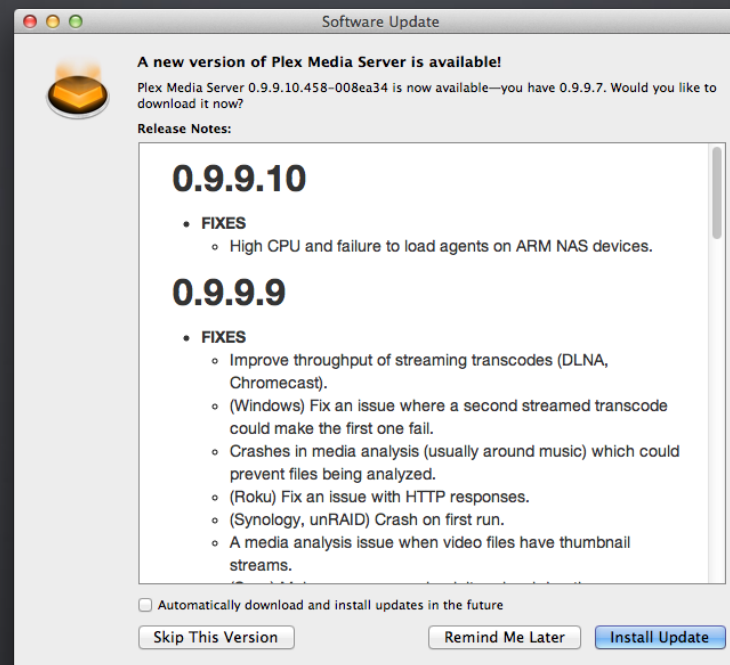 Software Update
A new version of Plex Media Server is available!
Plex Media Server 0.9.9.10.458-008ea34 is now available—you have 0.9.9.7. Would you like to
download it now?
Release Notes:
0.9.9.10
• FIXES
◦ High CPU and failure to load agents on ARM NAS devices.
0.9.9.9
• FIXES
◦ Improve throughput of streaming transcodes (DLNA,
Chromecast).
◦ (Windows) Fix an issue where a second streamed transcode
could make the first one fail.
◦ Crashes in media analysis (usually around music) which could
prevent files being analyzed.
◦ (Roku) Fix an issue with HTTP responses.
◦ (Synology, unRAID) Crash on first run.
◦ A media analysis issue when video files have thumbnail
streams.
Automatically download and install updates in the future
Skip This Version
Remind Me Later
Install Update